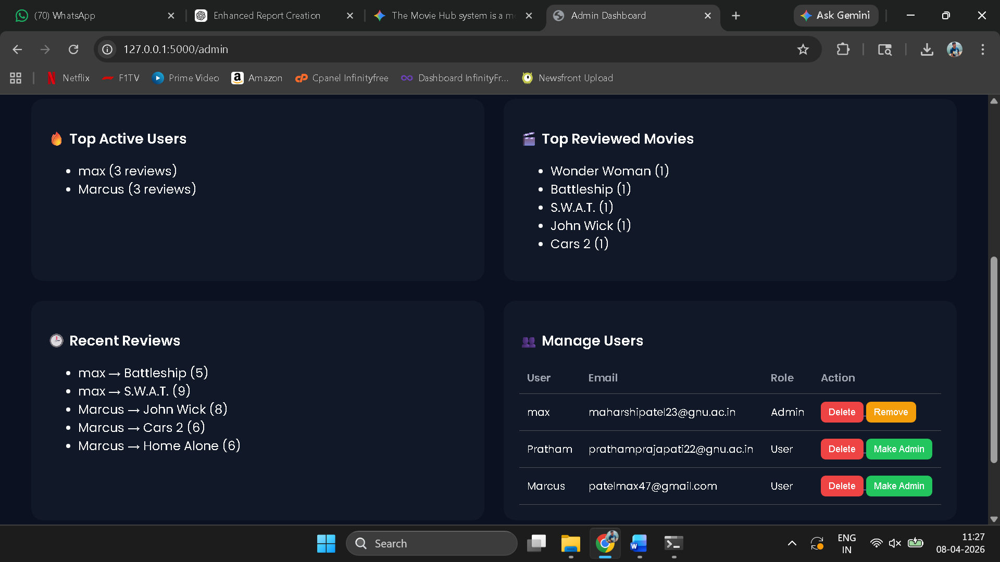 (70) WhatsApp
Enhanced Report Creation
The Movie Hub system is a m
Admin Dashboard
Ask Gemini
127.0.0.1:5000/admin
Netflix
F1TV
Prime Video
Amazon
Cpanel Infinityfree
Dashboard InfinityFr...
Newsfront Upload
Top Active Users
max (3 reviews)
Marcus (3 reviews)
Top Reviewed Movies
Wonder Woman (1)
Battleship (1)
S.W.A.T. (1)
John Wick (1)
Cars 2 (1)
Recent Reviews
max → Battleship (5)
max → S.W.A.T. (9)
Marcus → John Wick (8)
Marcus → Cars 2 (6)
Marcus → Home Alone (6)
Manage Users
User Email Role Action
max maharshipatel23@gnu.ac.in Admin Delete Remove
Pratham prathamprajapati22@gnu.ac.in User Delete Make Admin
Marcus patelmax47@gmail.com User Delete Make Admin
Search
ENG
IN
11:27
08-04-2026